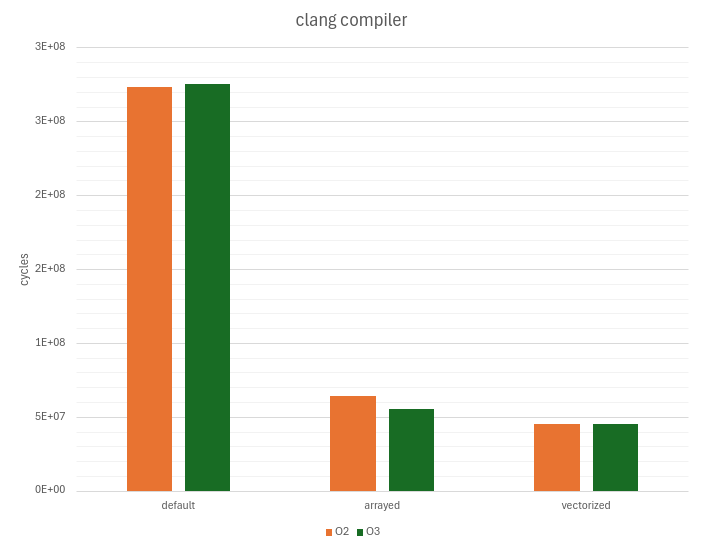 clang compiler
3E+08
3E+08
2E+08
2E+08
1E+08
5E+07
0E+00
cycles
default arrayed vectorized
O2 O3